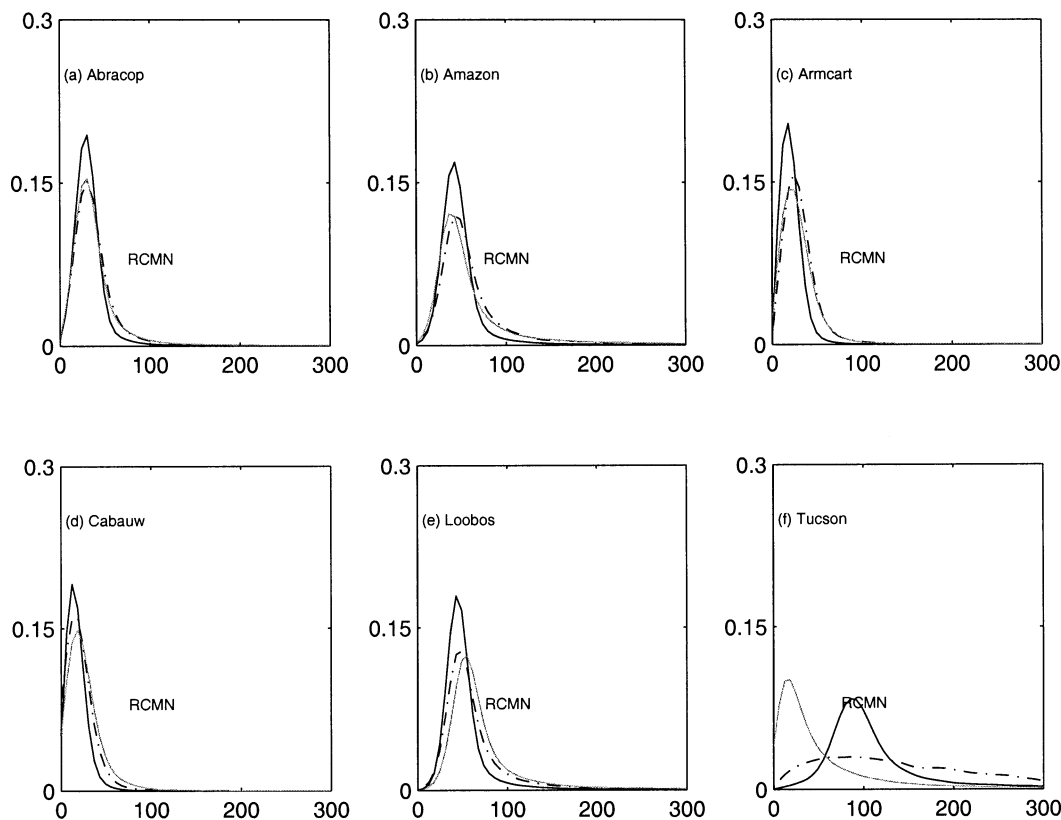 0.3 0.3 0.3
(a) Abracop (b) Amazon (c) Armcart
0.15 0.15 0.15
RCMN RCMN RCMN
0 0 0
0 100 200 300 0 100 200 300 0 100 200 300
0.3 0.3 0.3
(d) Cabauw (e) Loobos (f) Tucson
0.15 0.15 0.15
RCMN RCMN RCMN
0 0 0
0 100 200 300 0 100 200 300 0 100 200 300